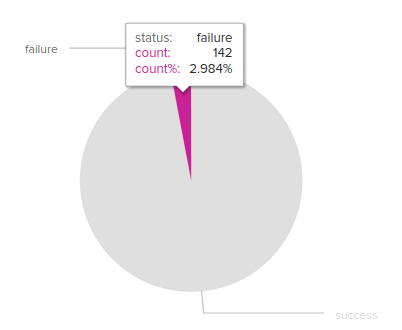 status: failure
failure
count: 142
count%: 2.984%
success